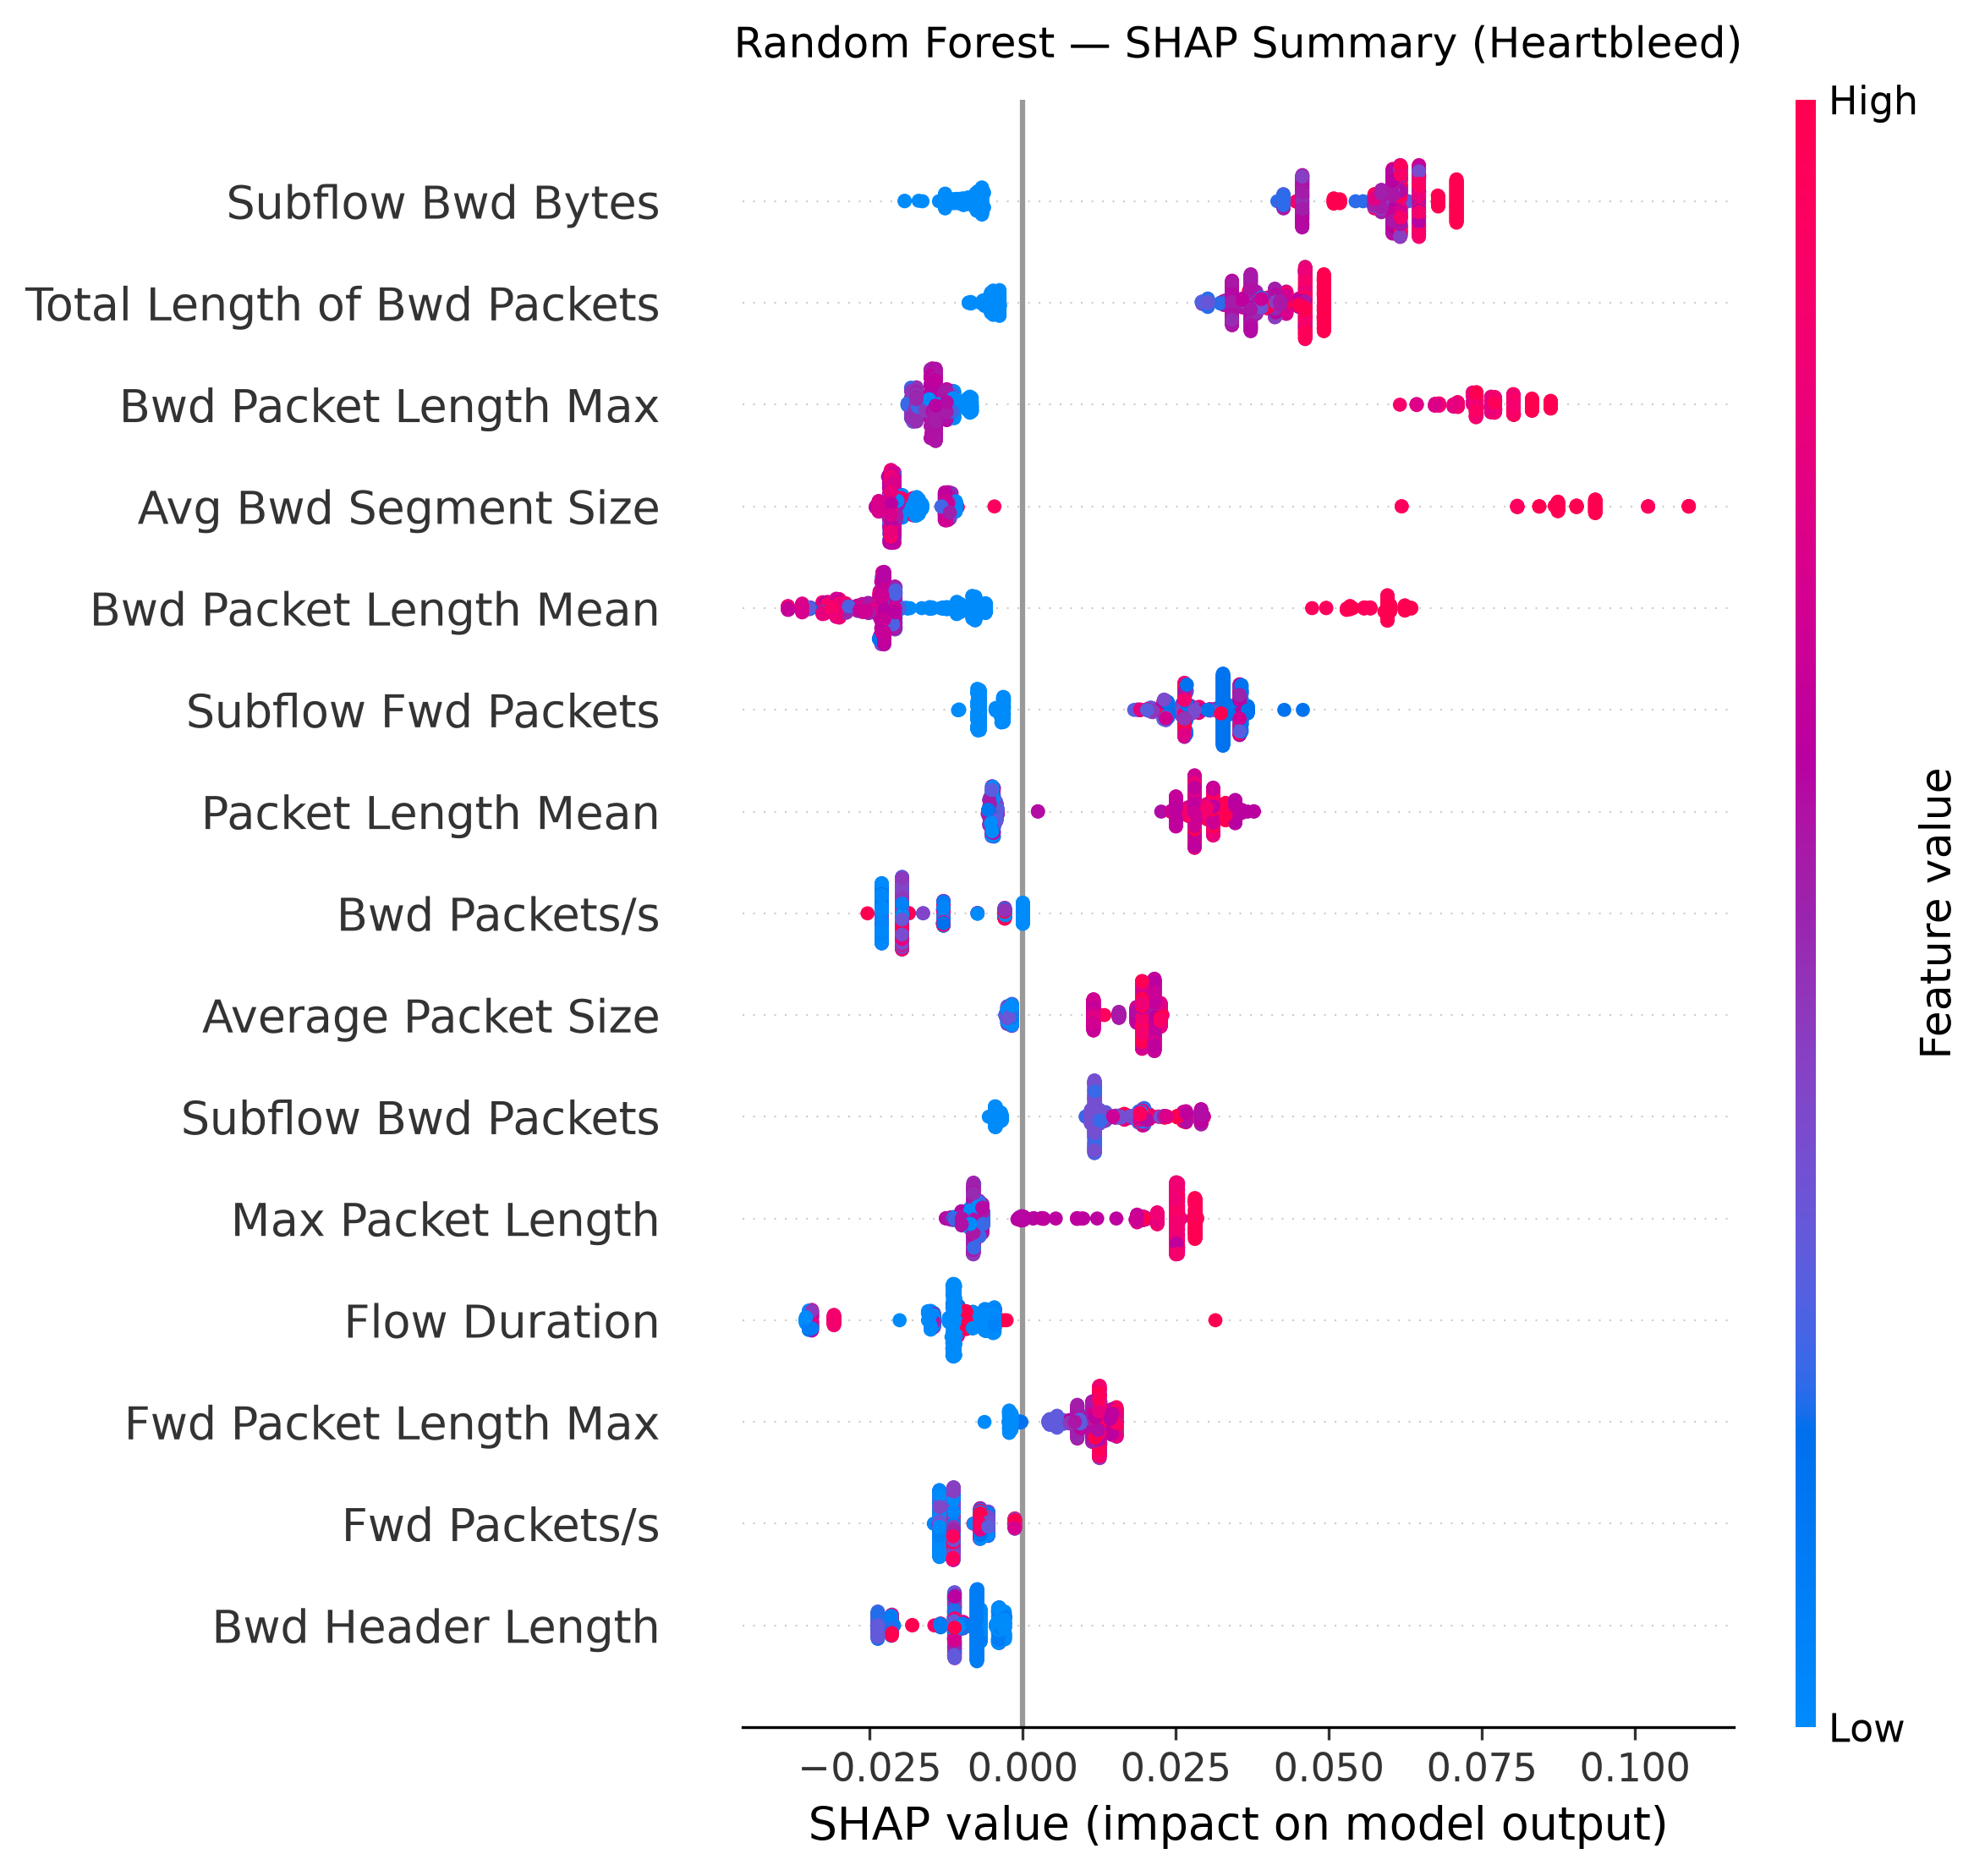 Random Forest — SHAP Summary (Heartbleed)
High
Subflow Bwd Bytes
Total Length of Bwd Packets
Bwd Packet Length Max
Avg Bwd Segment Size
Bwd Packet Length Mean
Subflow Fwd Packets
Packet Length Mean
Bwd Packets/s
Average Packet Size
Subflow Bwd Packets
Max Packet Length
Flow Duration
Fwd Packet Length Max
Fwd Packets/s
Bwd Header Length
Feature value
Low
−0.025 0.000 0.025 0.050 0.075 0.100
SHAP value (impact on model output)